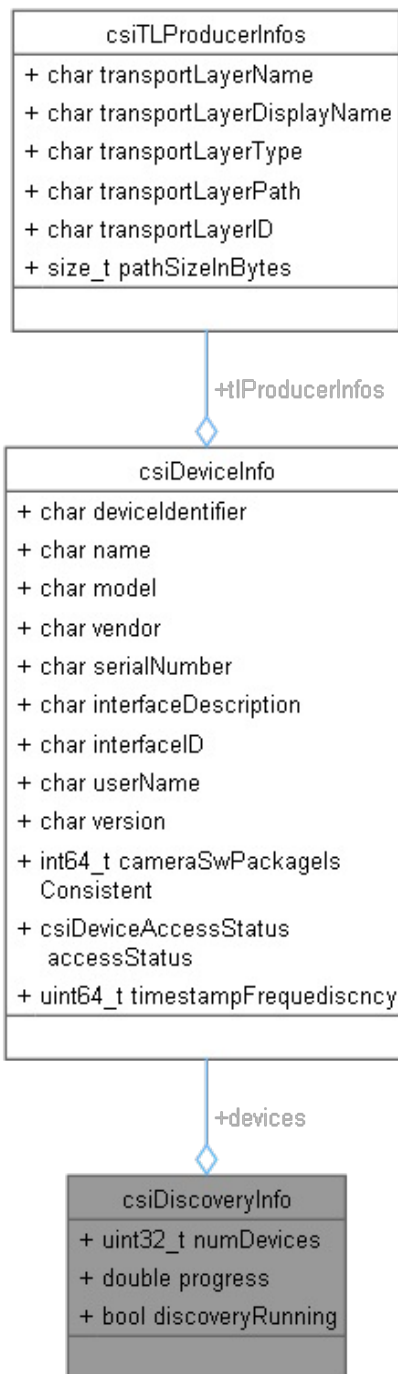 csiTLProducerInfos
+ char transportLayerName
+ char transportLayerDisplayName
+ char transportLayerType
+ char transportLayerPath
+ char transportLayerID
+ size_t pathSizeInBytes
+tlProducerInfos
csiDeviceInfo
+ char deviceIdentifier
+ char name
+ char model
+ char vendor
+ char serialNumber
+ char interfaceDescription
+ char interfaceID
+ char userName
+ char version
+ int64_t cameraSwPackageIs
Consistent
+ csiDeviceAccessStatus
accessStatus
+ uint64_t timestampFrequediscncy
+devices
csiDiscoveryInfo
+ uint32_t numDevices
+ double progress
+ bool discoveryRunning